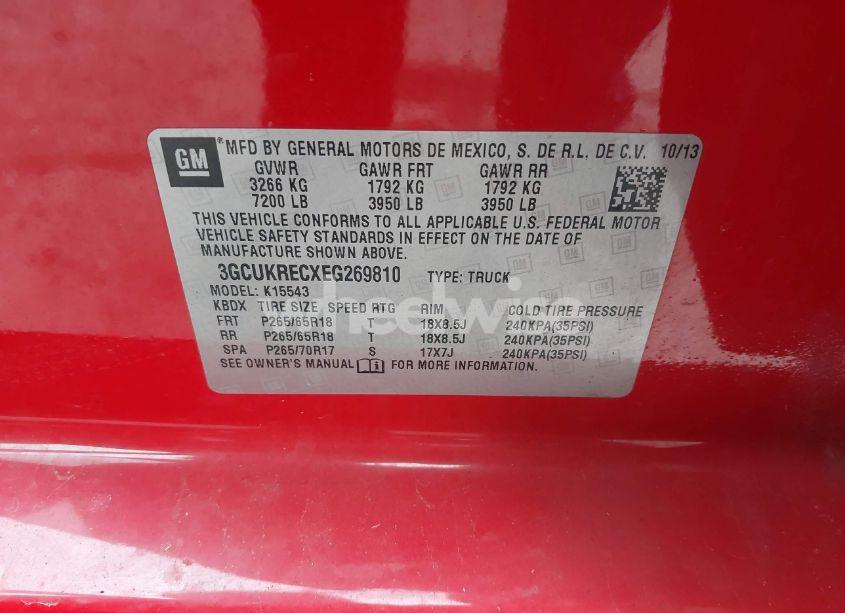 GM
MFD BY GENERAL MOTORS DE MEXICO, S. DE R.L. DE C.V. 10/13
GVWR GAWR FRT GAWR RR
3266 KG 1792 KG 1792 KG
7200 LB 3950 LB 3950 LB
THIS VEHICLE CONFORMS TO ALL APPLICABLE U.S. FEDERAL MOTOR
VEHICLE SAFETY STANDARDS IN EFFECT ON THE DATE OF
MANUFACTURE SHOWN ABOVE.
3GCUKRECXEG269810 TYPE: TRUCK
MODEL: K15543
KBDX TIRE SIZE SPEED RTG RIM COLD TIRE PRESSURE
FRT P265/65R18 T 18X8.5J 240KPA(35PSI)
RR P265/65R18 T 18X8.5J 240KPA(35PSI)
SPA P265/70R17 S 17X7J 240KPA(35PSI)
SEE OWNER'S MANUAL FOR MORE INFORMATION.